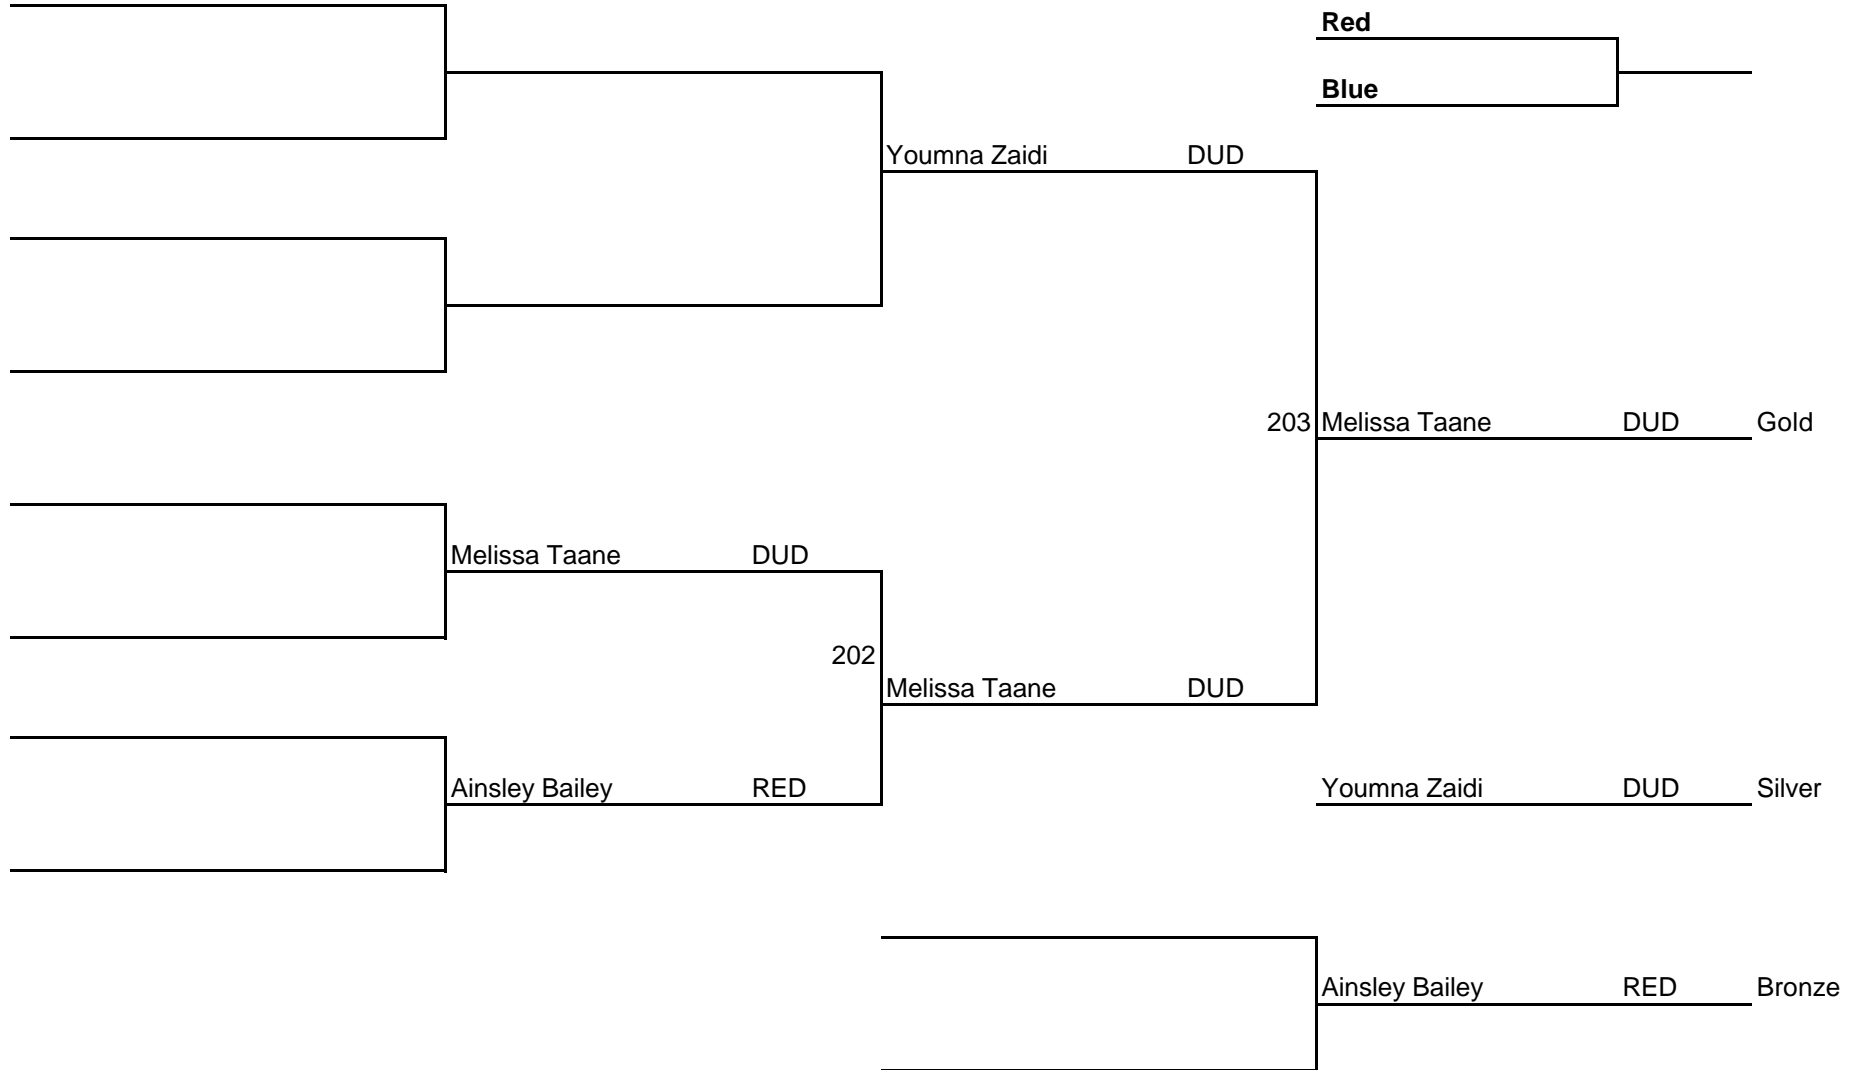 Red
Blue
Youmna Zaidi DUD
203 Melissa Taane DUD Gold
Melissa Taane DUD
202
Melissa Taane DUD
Ainsley Bailey RED
Youmna Zaidi DUD Silver
Ainsley Bailey RED Bronze